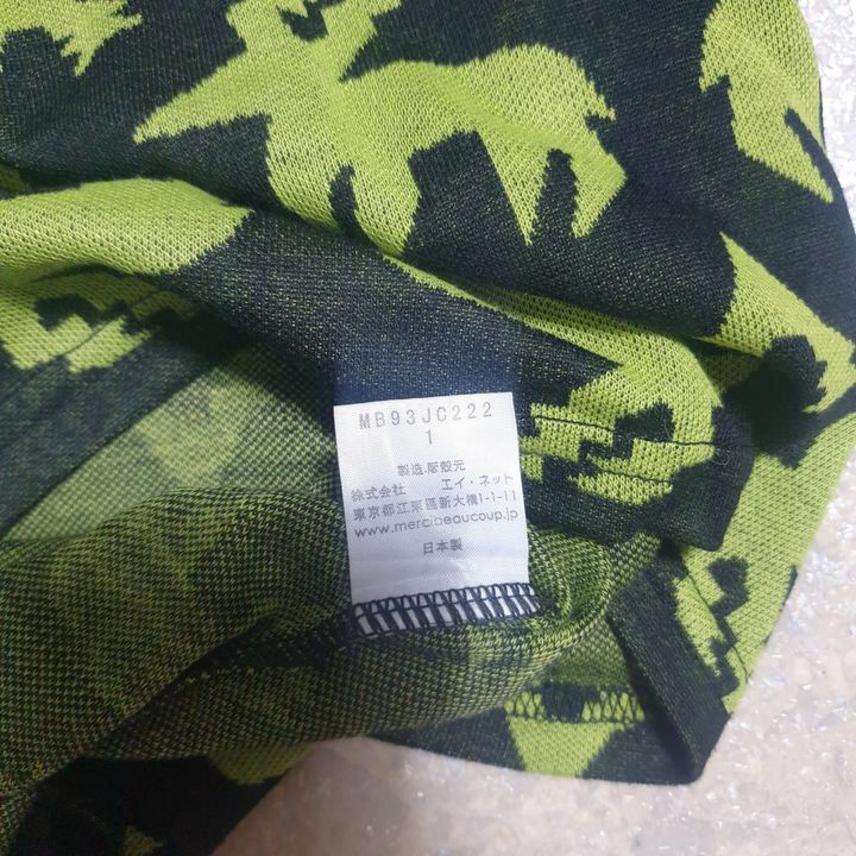 MB93JC222
1
製造.販売元
株式会社 エイ・ネット
東京都江東区新大橋1-1-11
www.mercibeaucoup.jp
日本製